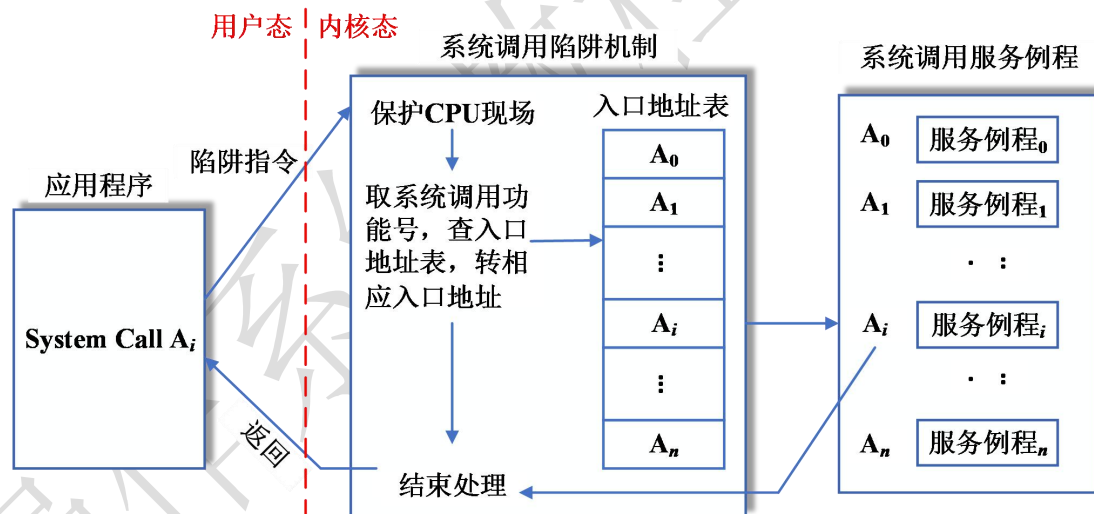 用户态 内核态
系统调用陷阱机制
系统调用服务例程
保护CPU现场
入口地址表
陷阱指令
应用程序
取系统调用功
能号，查入口
地址表，转相
应入口地址
A₀
A₁
⋮
Aᵢ
⋮
Aₙ
System Call Aᵢ
返回
结束处理
A₀ 服务例程₀
A₁ 服务例程₁
Aᵢ 服务例程ᵢ
Aₙ 服务例程ₙ